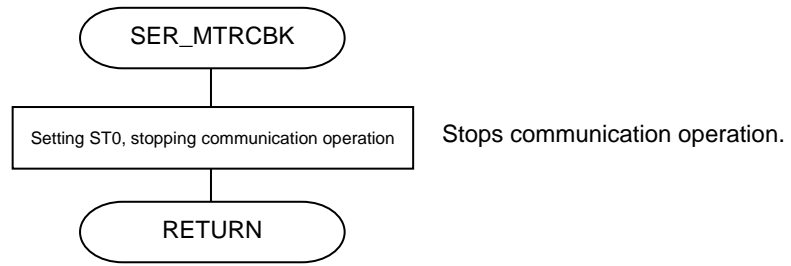 SER_MTRCBK
Setting ST0, stopping communication operation
Stops communication operation.
RETURN